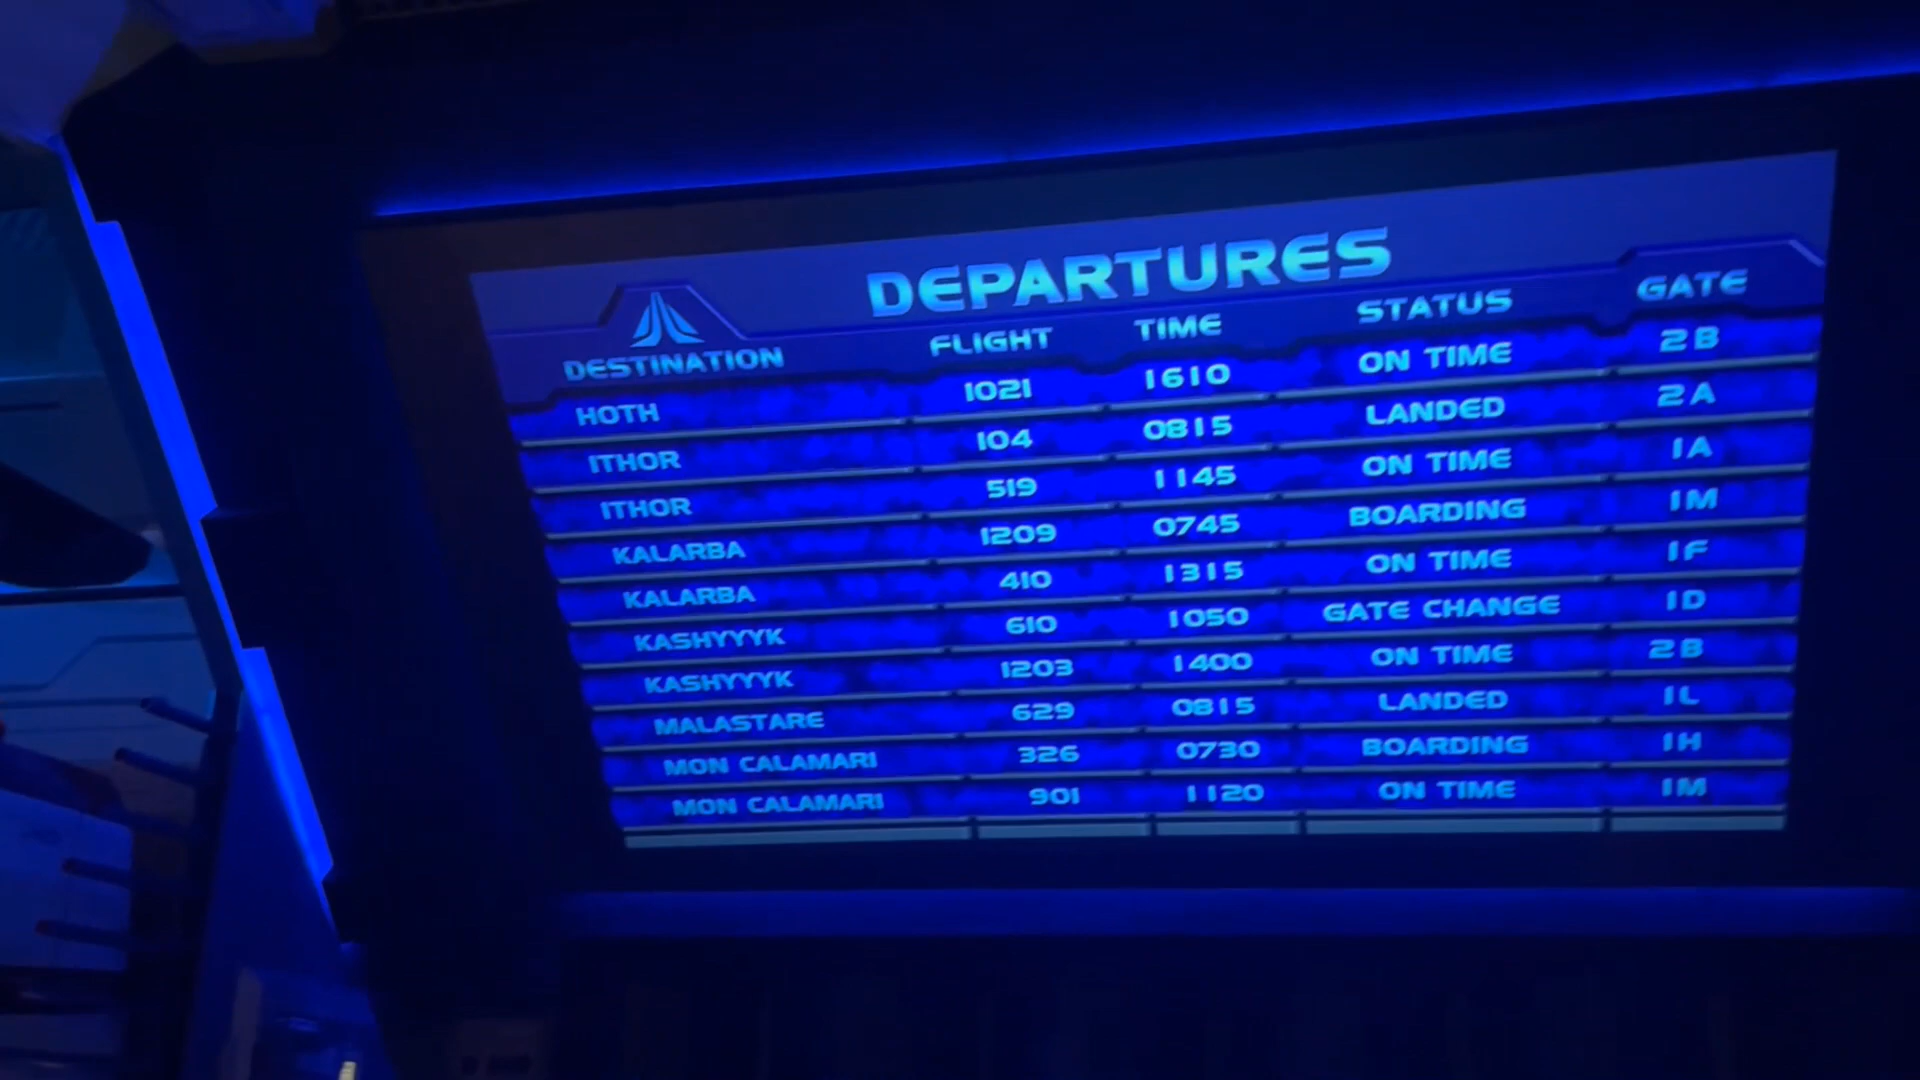 DEPARTURES
DESTINATION FLIGHT TIME STATUS GATE
HOTH 1021 1610 ON TIME 2B
ITHOR 104 0815 LANDED 2A
ITHOR 519 1145 ON TIME 1A
KALARBA 1209 0745 BOARDING 1M
KALARBA 410 1315 ON TIME 1F
KASHYYYK 610 1050 GATE CHANGE 1D
KASHYYYK 1203 1400 ON TIME 2B
MALASTARE 629 0815 LANDED 1L
MON CALAMARI 326 0730 BOARDING 1H
MON CALAMARI 901 1120 ON TIME 1M